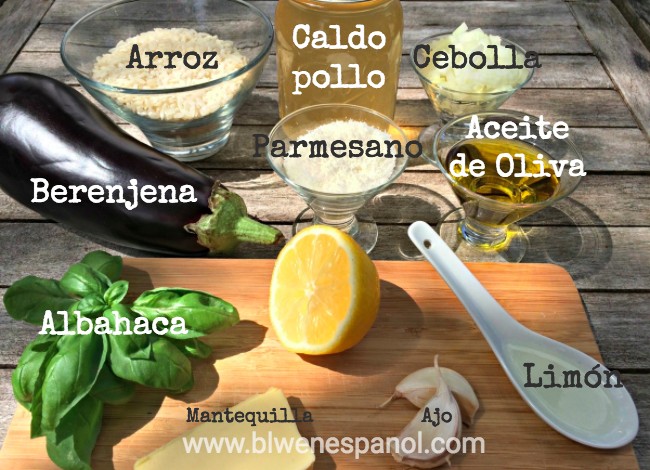 Arroz
Caldo
pollo
Cebolla
Parmesano
Aceite
de Oliva
Berenjena
Albahaca
Limón
Mantequilla
Ajo
www.blwenespanol.com